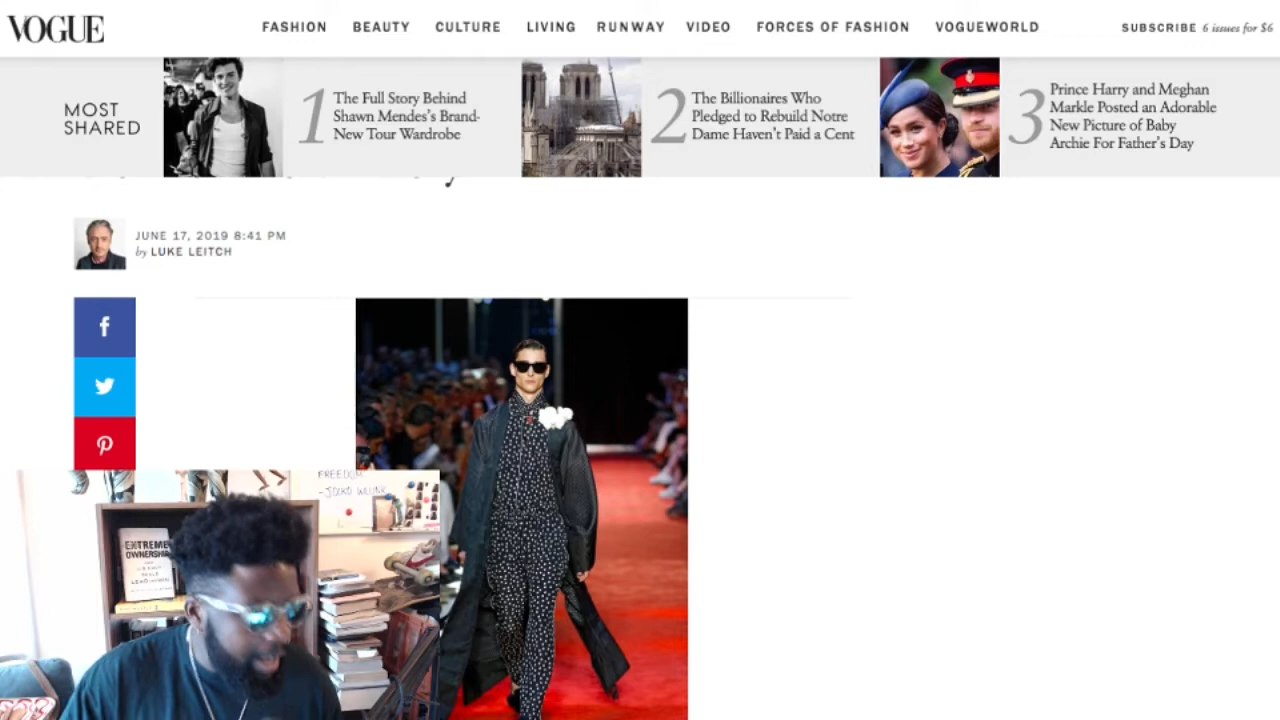 VOGUE
FASHION BEAUTY CULTURE LIVING RUNWAY VIDEO FORCES OF FASHION VOGUEWORLD
SUBSCRIBE 6 issues for $6
MOST
SHARED
1
The Full Story Behind
Shawn Mendes's Brand-
New Tour Wardrobe
2
The Billionaires Who
Pledged to Rebuild Notre
Dame Haven't Paid a Cent
3
Prince Harry and Meghan
Markle Posted an Adorable
New Picture of Baby
Archie For Father's Day
JUNE 17, 2019 8:41 PM
by LUKE LEITCH
FREEDOM
EXTREME
OWNERSHIP